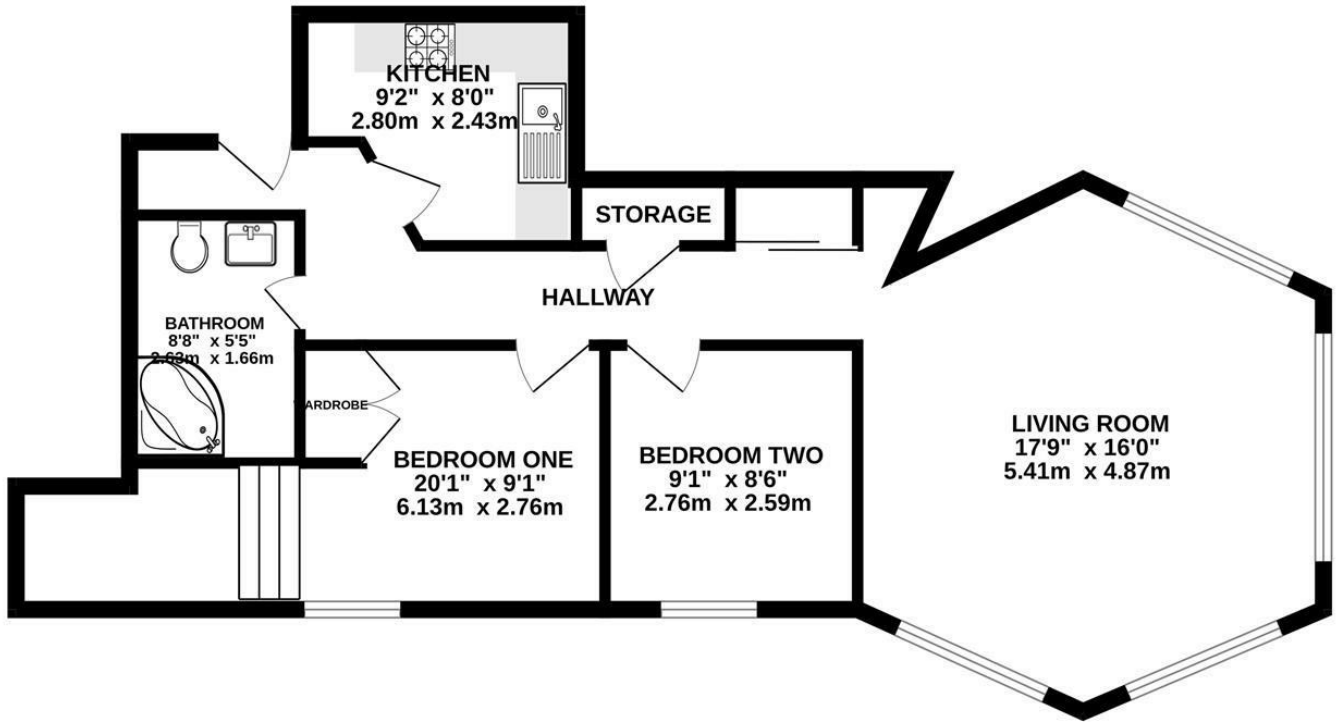 KITCHEN
9'2" x 8'0"
2.80m x 2.43m
STORAGE
HALLWAY
BATHROOM
8'8" x 5'5"
2.63m x 1.66m
ARDROBE
BEDROOM ONE
20'1" x 9'1"
6.13m x 2.76m
BEDROOM TWO
9'1" x 8'6"
2.76m x 2.59m
LIVING ROOM
17'9" x 16'0"
5.41m x 4.87m